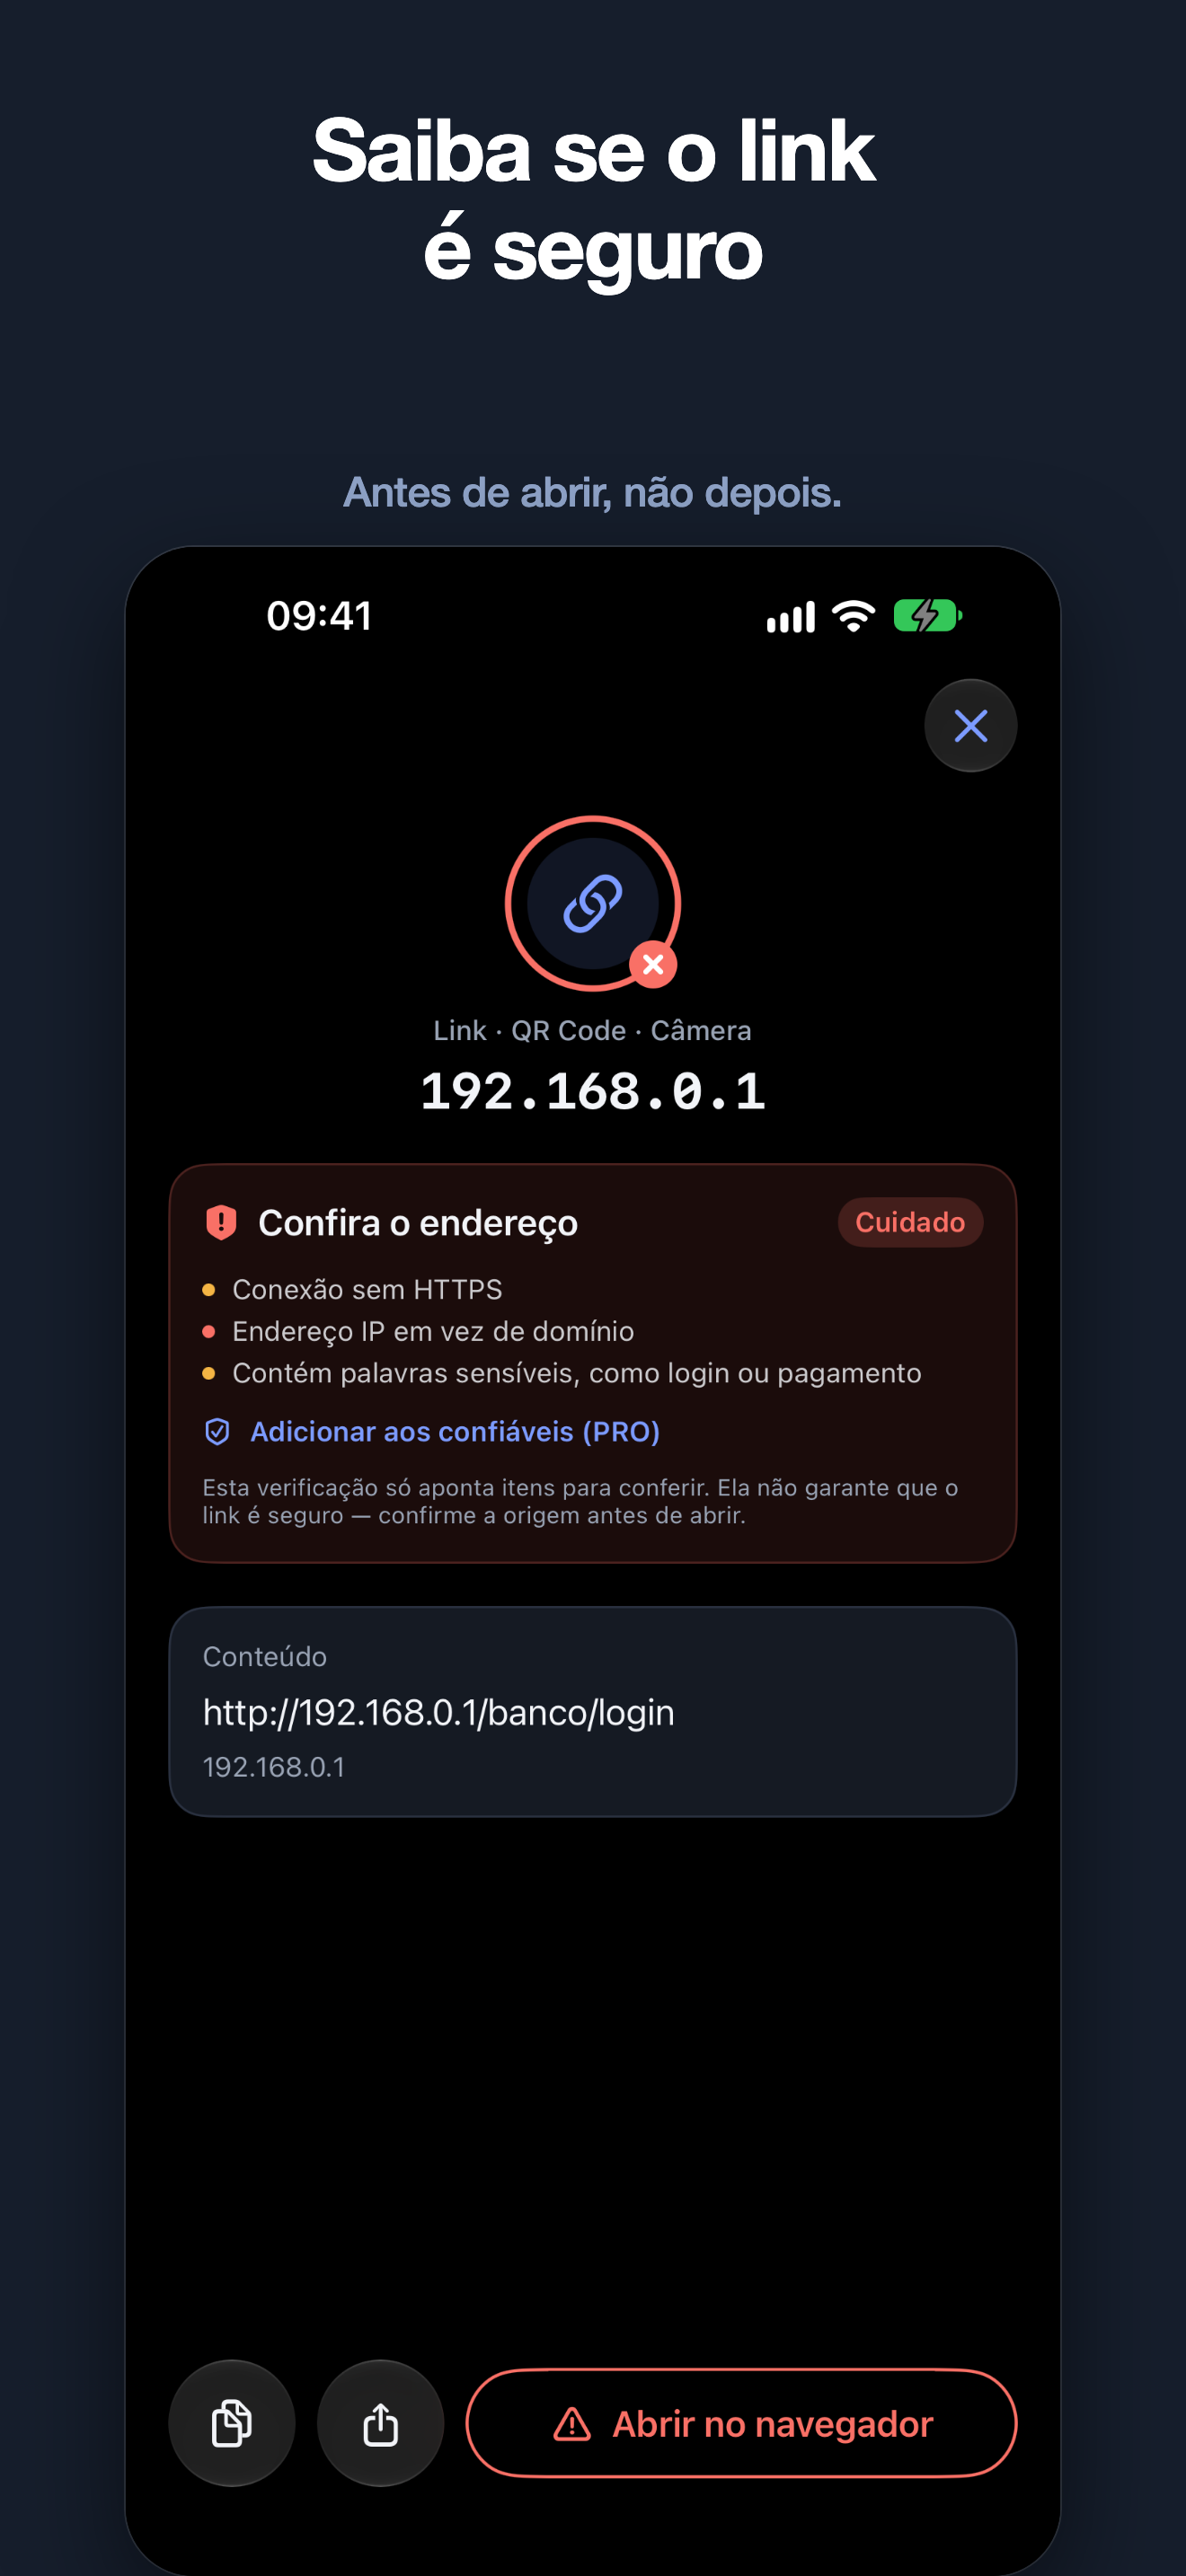 Saiba se o link
é seguro
Antes de abrir, não depois.
09:41
Link · QR Code · Câmera
192.168.0.1
Confira o endereço
Cuidado
Conexão sem HTTPS
Endereço IP em vez de domínio
Contém palavras sensíveis, como login ou pagamento
Adicionar aos confiáveis (PRO)
Esta verificação só aponta itens para conferir. Ela não garante que o
link é seguro — confirme a origem antes de abrir.
Conteúdo
http://192.168.0.1/banco/login
192.168.0.1
Abrir no navegador